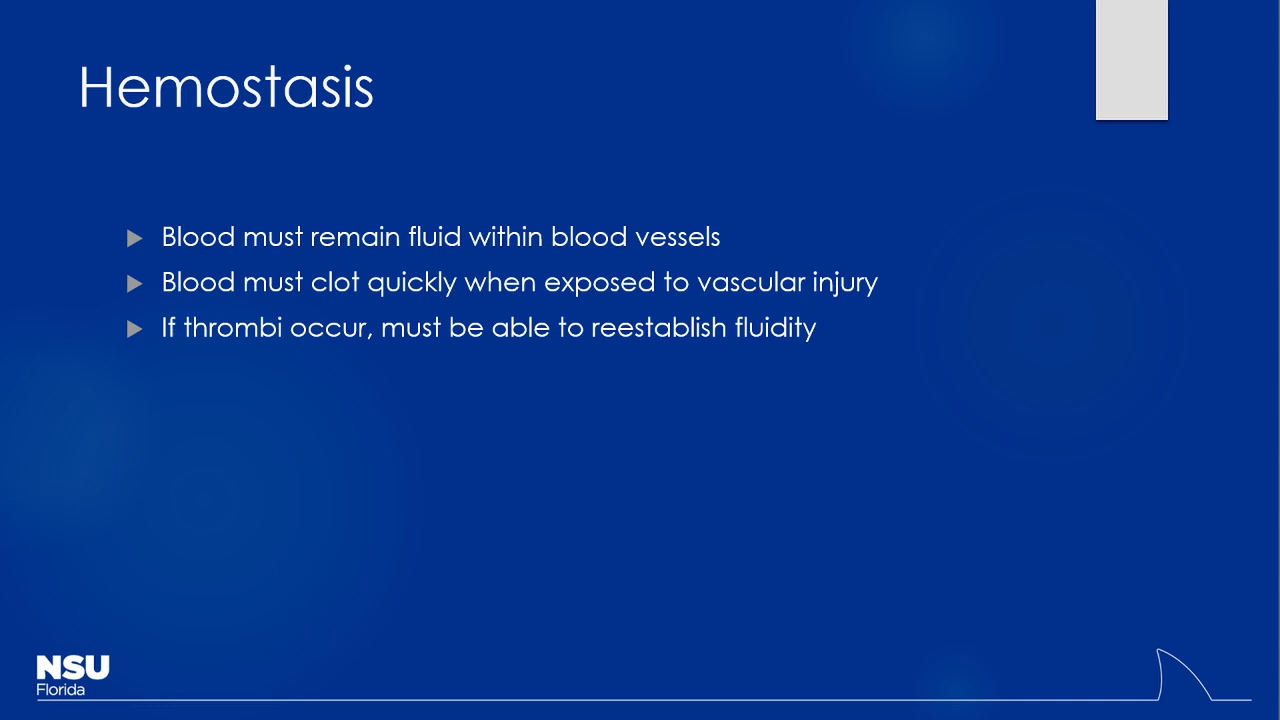 Hemostasis
Blood must remain fluid within blood vessels
Blood must clot quickly when exposed to vascular injury
If thrombi occur, must be able to reestablish fluidity
NSU
Florida